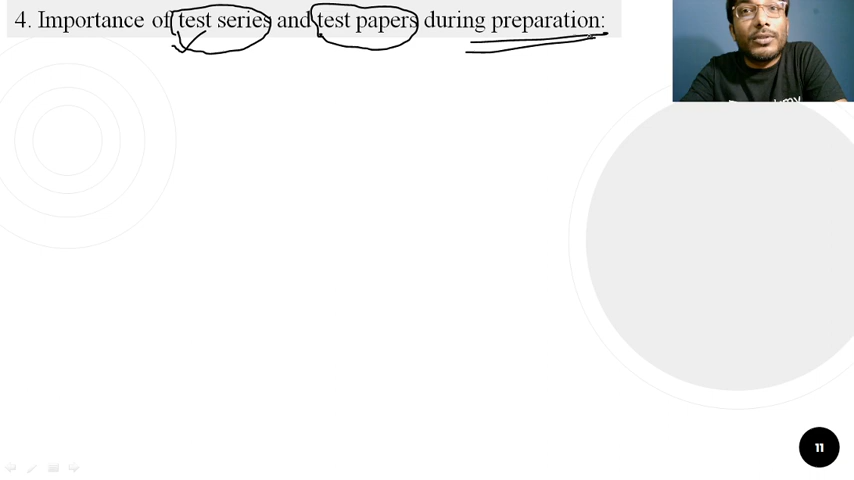 4. Importance of test series and test papers during preparation:
11